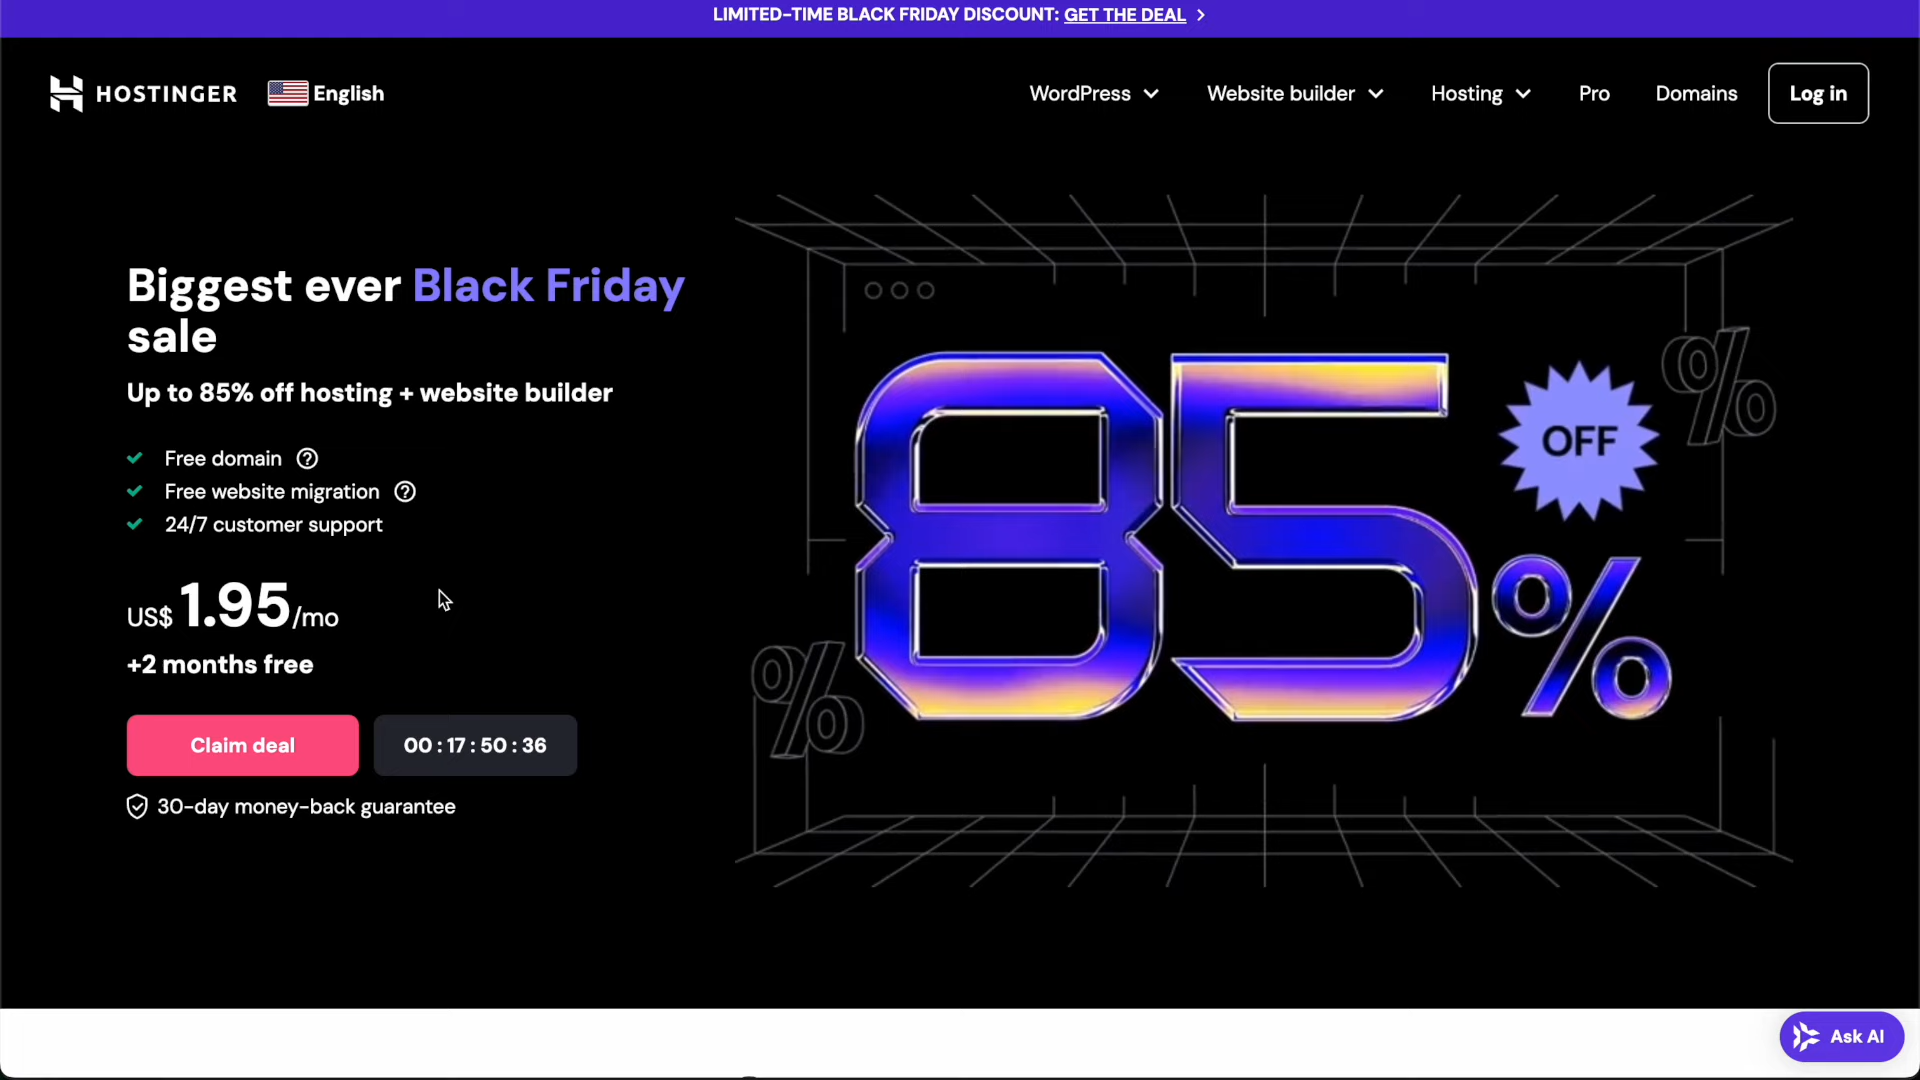 LIMITED-TIME BLACK FRIDAY DISCOUNT: GET THE DEAL
HOSTINGER English WordPress Website builder Hosting Pro Domains Log in
Biggest ever Black Friday
sale
Up to 85% off hosting + website builder
Free domain
Free website migration
24/7 customer support
US$ 1.95/mo
+2 months free
Claim deal 00 : 17 : 50 : 36
30-day money-back guarantee
85%
OFF
%
%
Ask AI